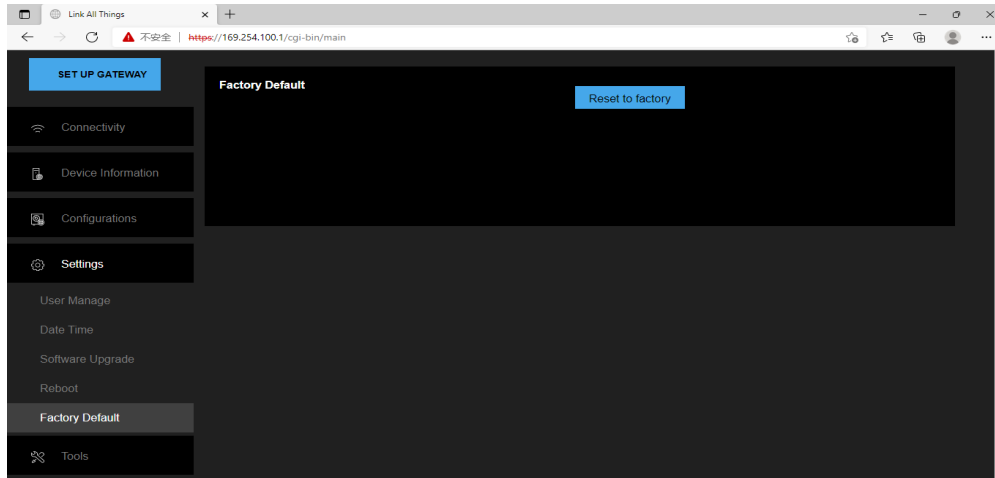 Link All Things
不安全 | https://169.254.100.1/cgi-bin/main
SET UP GATEWAY
Factory Default
Reset to factory
Connectivity
Device Information
Configurations
Settings
User Manage
Date Time
Software Upgrade
Reboot
Factory Default
Tools